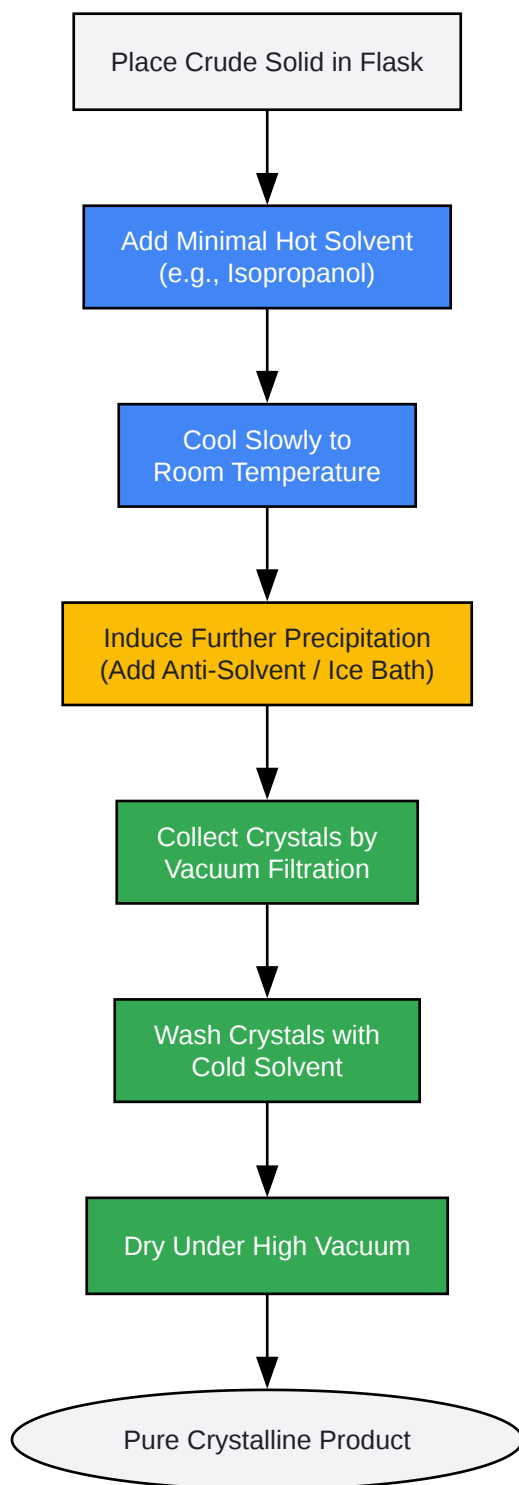 Place Crude Solid in Flask
Add Minimal Hot Solvent
(e.g., Isopropanol)
Cool Slowly to
Room Temperature
Induce Further Precipitation
(Add Anti-Solvent / Ice Bath)
Collect Crystals by
Vacuum Filtration
Wash Crystals with
Cold Solvent
Dry Under High Vacuum
Pure Crystalline Product